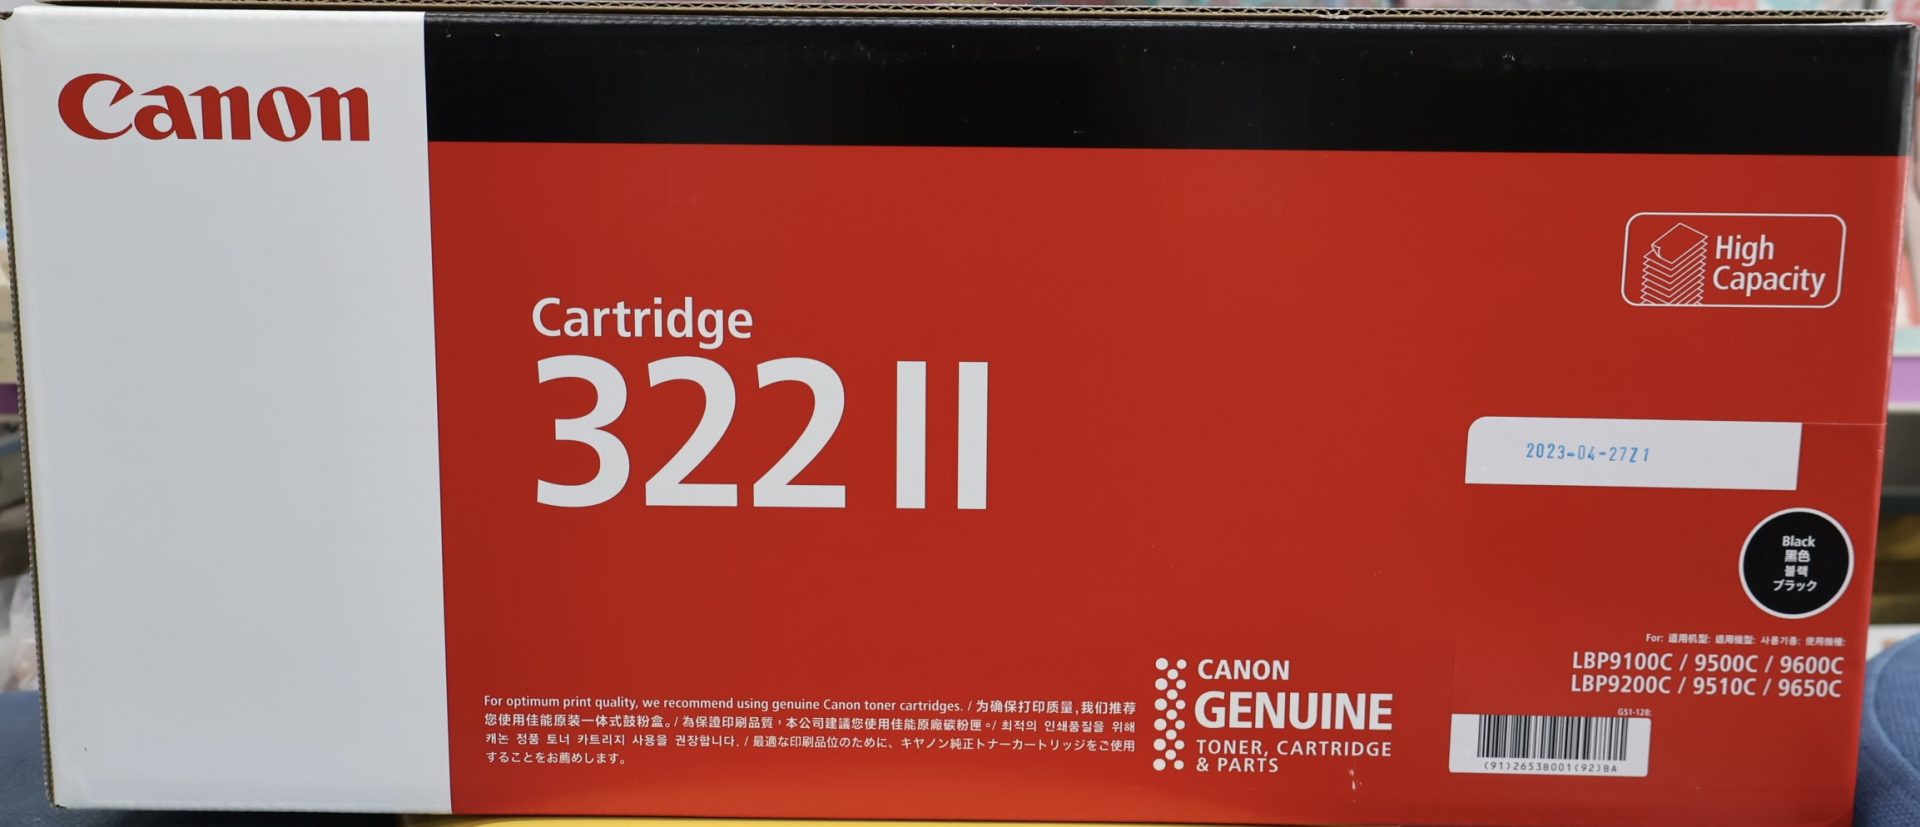 Canon
High
Capacity
Cartridge
322 II
2023-04-27Z1
Black
黑色
블랙
ブラック
For: 适用机型: 適用機型: 사용기종: 使用機種:
LBP9100C / 9500C / 9600C
LBP9200C / 9510C / 9650C
GS1-128:
(91)2653B001(92)BA
CANON
GENUINE
TONER, CARTRIDGE
& PARTS
For optimum print quality, we recommend using genuine Canon toner cartridges. / 为确保打印质量,我们推荐
您使用佳能原装一体式鼓粉盒。/ 為保證印刷品質，本公司建議您使用佳能原廠碳粉匣。/ 최적의 인쇄품질을 위해
캐논 정품 토너 카트리지 사용을 권장합니다. / 最適な印刷品位のために、キヤノン純正トナーカートリッジをご使用
することをお薦めします。